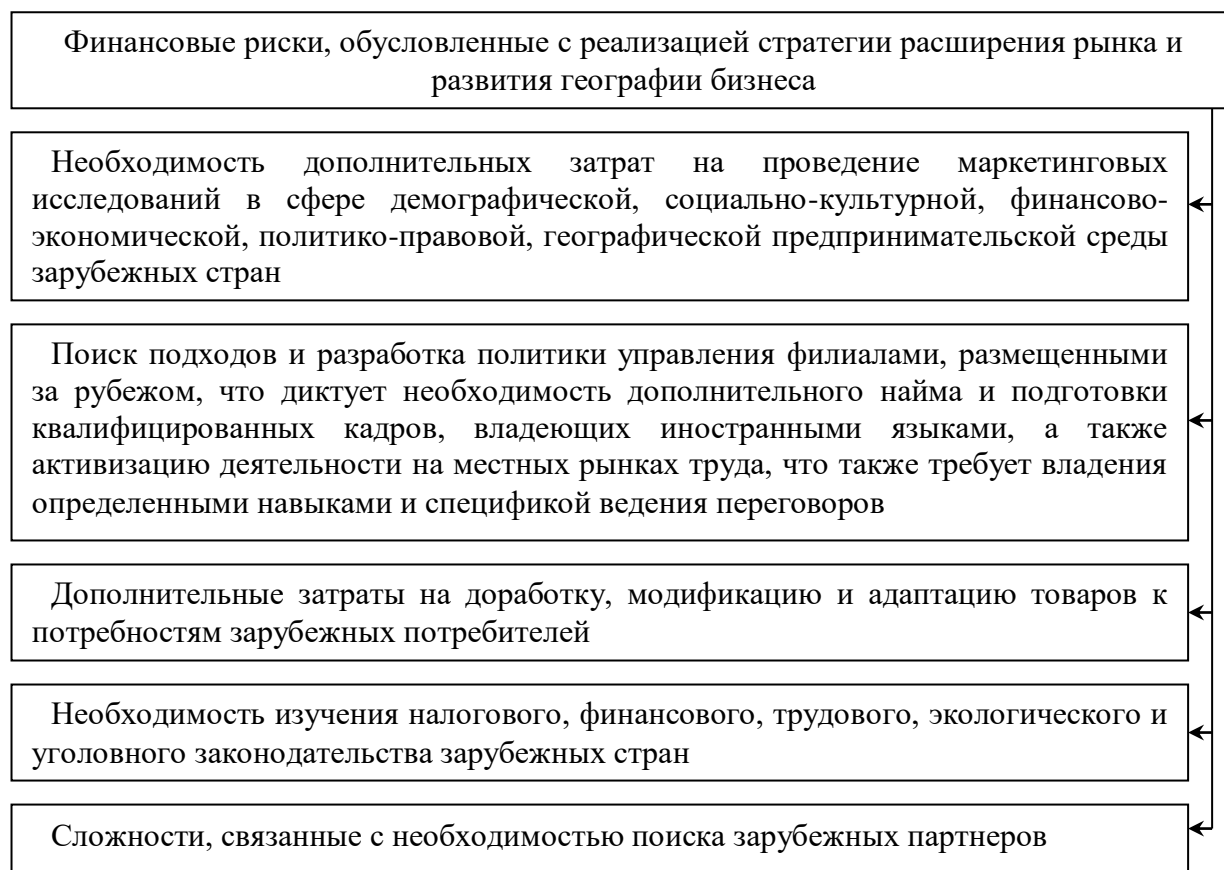 Финансовые риски, обусловленные с реализацией стратегии расширения рынка и
развития географии бизнеса
Необходимость дополнительных затрат на проведение маркетинговых
исследований в сфере демографической, социально-культурной, финансово-
экономической, политико-правовой, географической предпринимательской среды
зарубежных стран
Поиск подходов и разработка политики управления филиалами, размещенными
за рубежом, что диктует необходимость дополнительного найма и подготовки
квалифицированных кадров, владеющих иностранными языками, а также
активизацию деятельности на местных рынках труда, что также требует владения
определенными навыками и спецификой ведения переговоров
Дополнительные затраты на доработку, модификацию и адаптацию товаров к
потребностям зарубежных потребителей
Необходимость изучения налогового, финансового, трудового, экологического и
уголовного законодательства зарубежных стран
Сложности, связанные с необходимостью поиска зарубежных партнеров